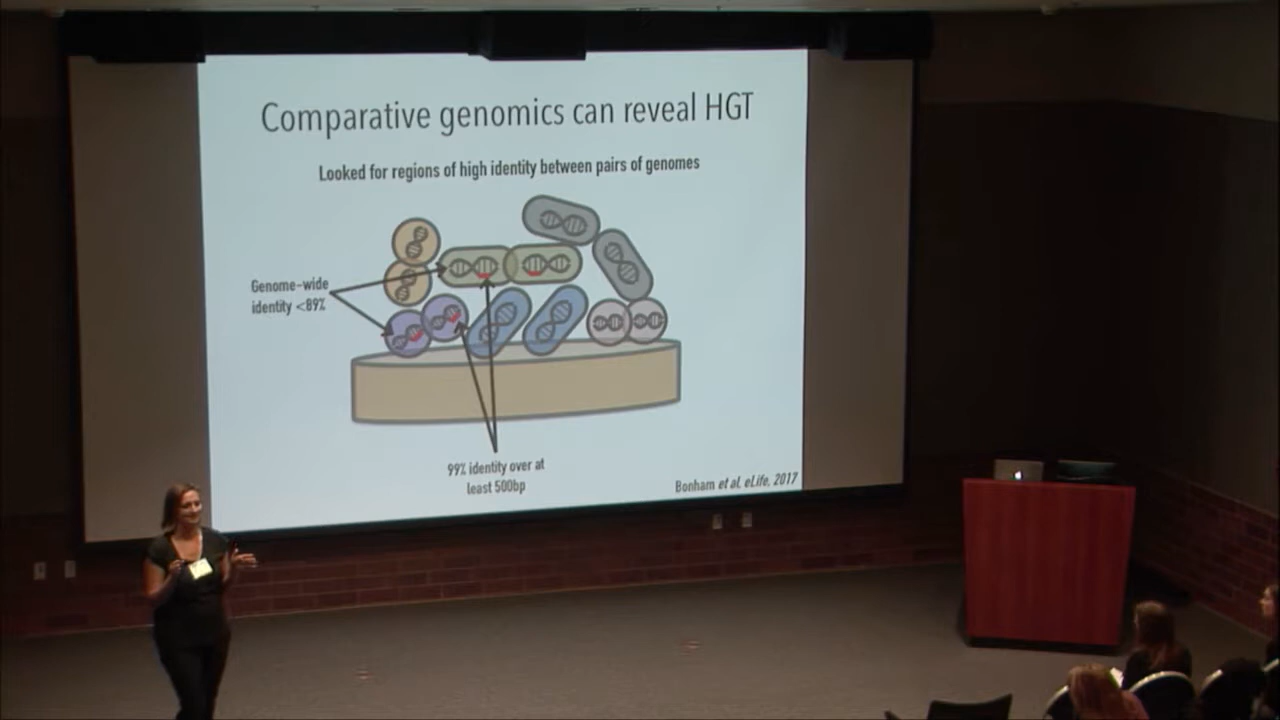 Comparative genomics can reveal HGT
Looked for regions of high identity between pairs of genomes
Genome-wide
identity <89%
99% identity over at
least 500bp
Bonham et al. eLife, 2017